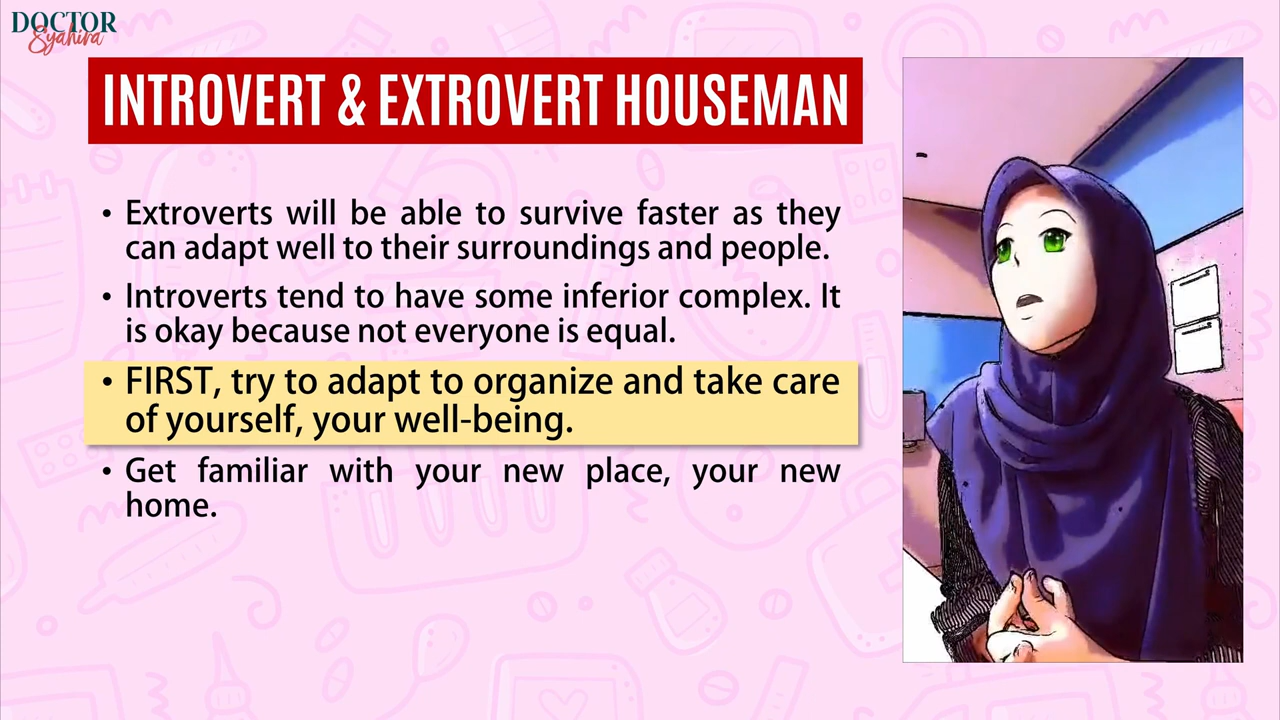 DOCTOR
Syahira
INTROVERT & EXTROVERT HOUSEMAN
• Extroverts will be able to survive faster as they
can adapt well to their surroundings and people.
• Introverts tend to have some inferior complex. It
is okay because not everyone is equal.
• FIRST, try to adapt to organize and take care
of yourself, your well-being.
• Get familiar with your new place, your new
home.